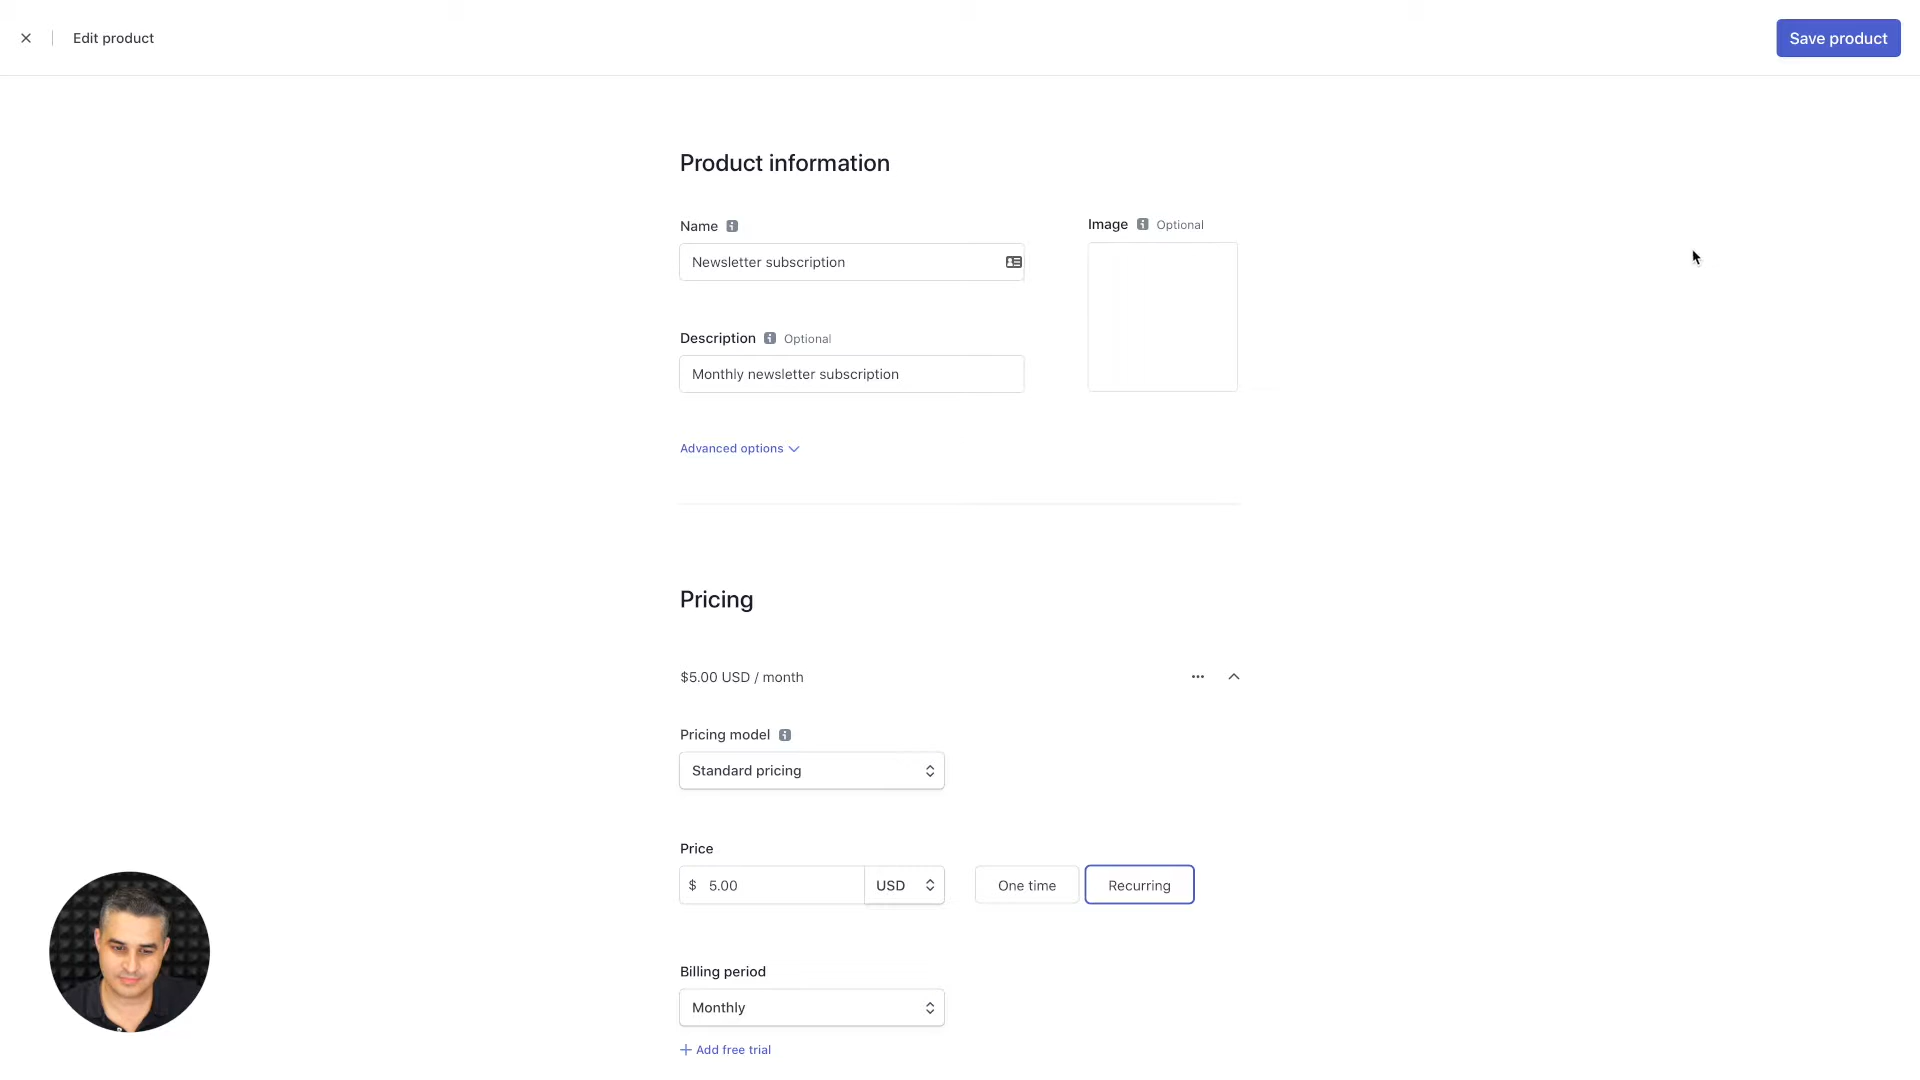 Edit product
Save product
Product information
Name
Image Optional
Newsletter subscription
Description Optional
Monthly newsletter subscription
Advanced options
Pricing
$5.00 USD / month
Pricing model
Standard pricing
Price
$ 5.00 USD One time Recurring
Billing period
Monthly
+ Add free trial